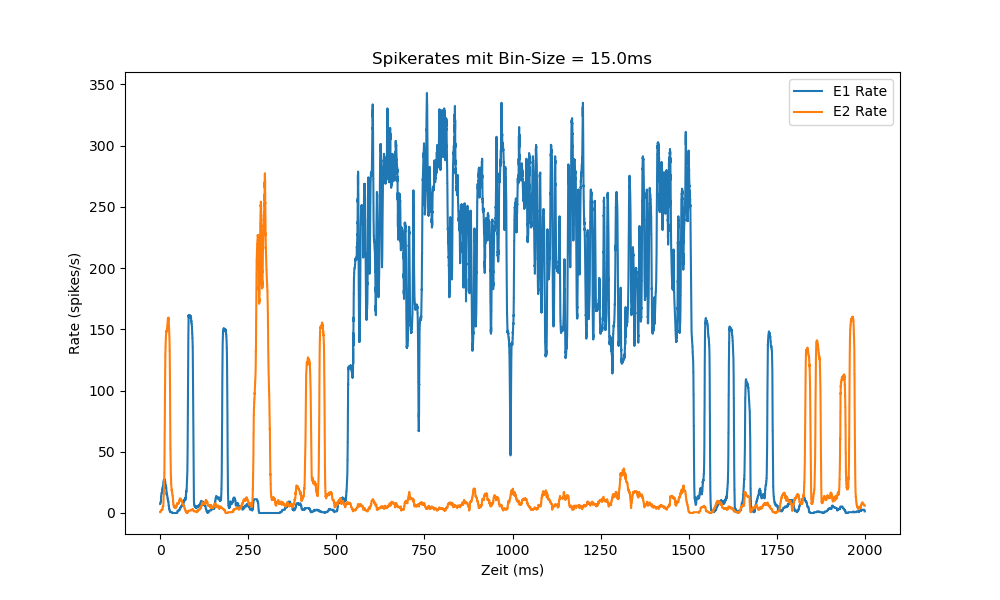 Spikerates mit Bin-Size = 15.0ms
E1 Rate
E2 Rate
Rate (spikes/s)
350
300
250
200
150
100
50
0
0 250 500 750 1000 1250 1500 1750 2000
Zeit (ms)